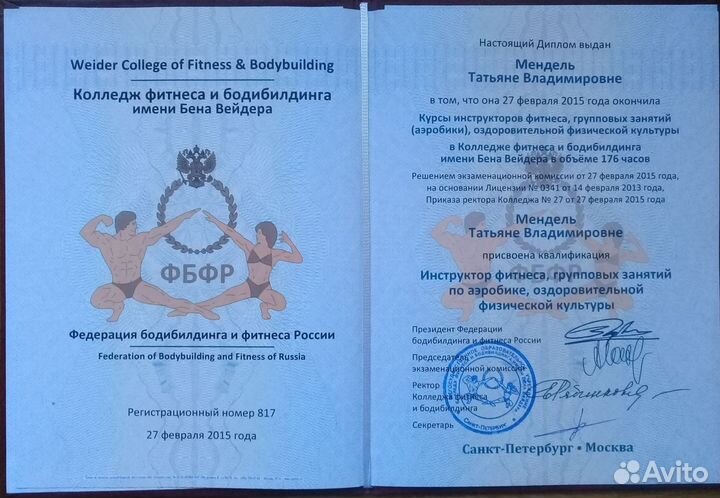 Weider College of Fitness & Bodybuilding
Колледж фитнеса и бодибилдинга
имени Бена Вейдера
ФБФР
Федерация бодибилдинга и фитнеса России
Federation of Bodybuilding and Fitness of Russia
Регистрационный номер 817
27 февраля 2015 года
Настоящий Диплом выдан
Мендель
Татьяне Владимировне
в том, что она 27 февраля 2015 года окончила
Курсы инструкторов фитнеса, групповых занятий
(аэробики), оздоровительной физической культуры
в Колледже фитнеса и бодибилдинга
имени Бена Вейдера в объёме 176 часов
Решением экзаменационной комиссии от 27 февраля 2015 года,
на основании Лицензии № 0341 от 14 февраля 2013 года,
Приказа ректора Колледжа № 27 от 27 февраля 2015 года
Мендель
Татьяне Владимировне
присвоена квалификация
ФБФР
Инструктор фитнеса, групповых занятий
по аэробике, оздоровительной
физической культуры
Президент Федерации
бодибилдинга и фитнеса России
Председатель
экзаменационной комиссии
Ректор
Колледжа фитнеса
и бодибилдинга
Секретарь
Санкт-Петербург
Санкт-Петербург • Москва
Avito